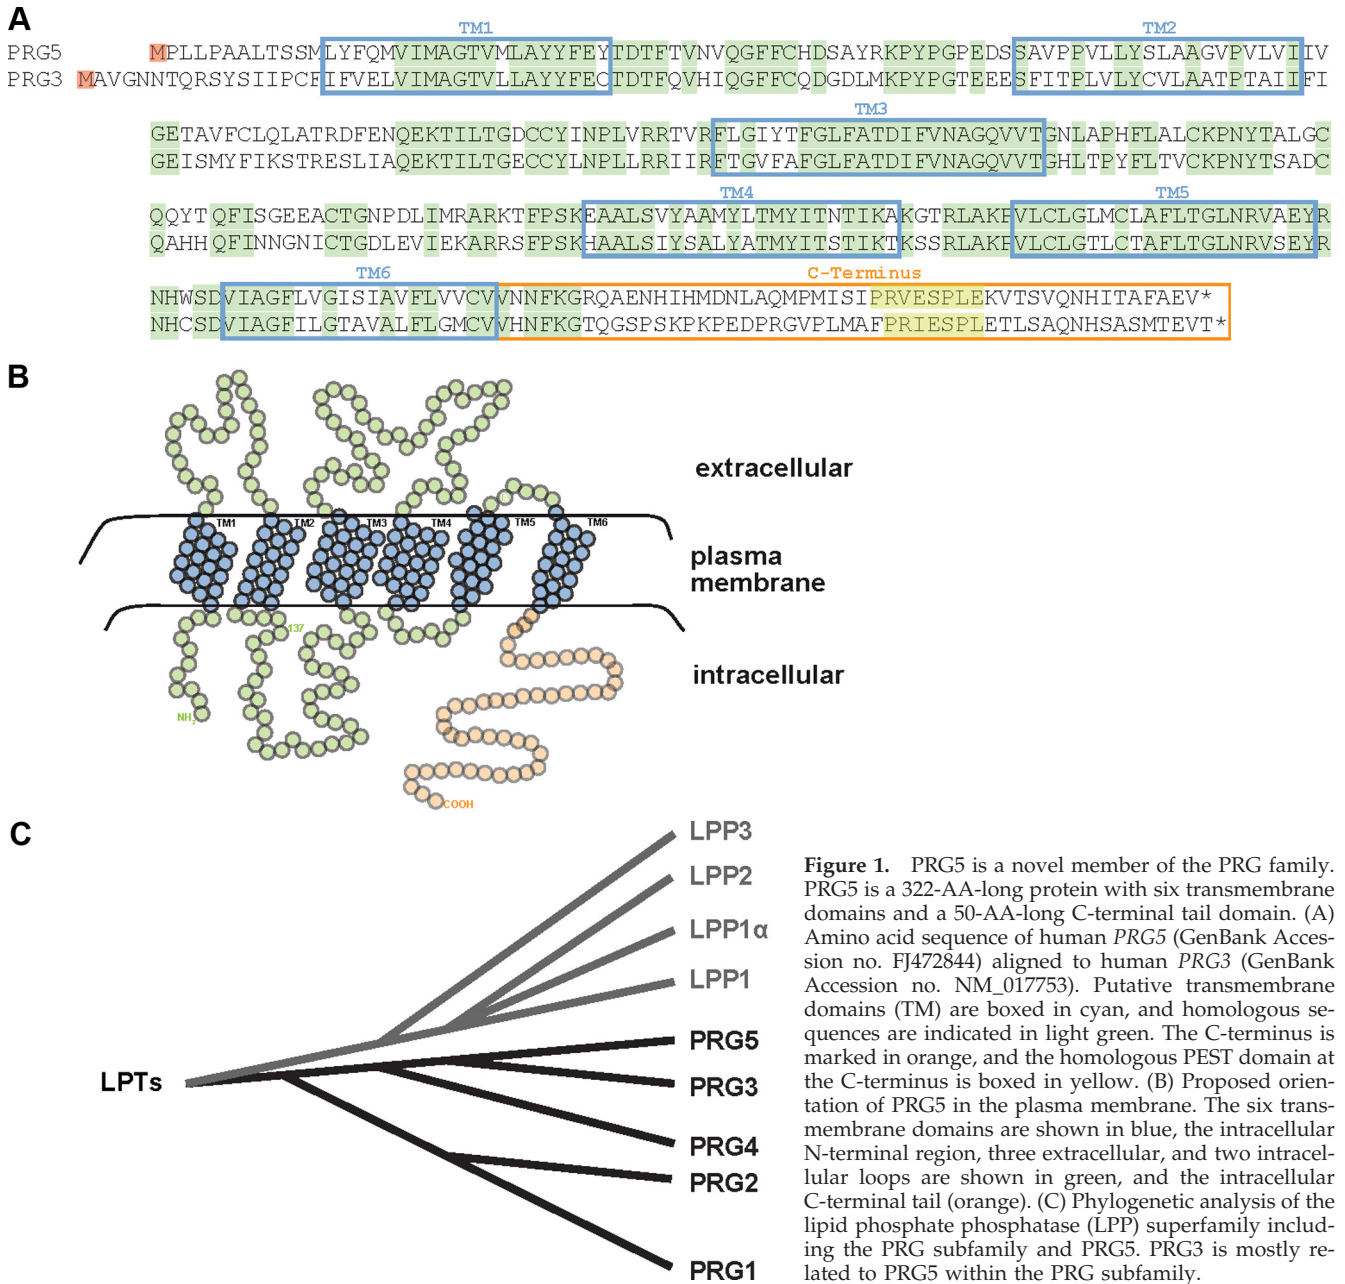 A
TM1 TM2
PRG5 MPLLPAALTSSMLYFQMVIMAGTVMLAYYFEYTDTFTVNVQGFFCHDSAYRKPYPGPEDSSAVPPVLLYSLAAGVPVLVIIV
PRG3 MAVGNNTQRSYSIIPCFIFVELVIMAGTVLLAYYFECTDTFQVHIQGFFCQDGDLMKPYPGTEEESFITPLVLYCVLAATPTAIIFI
TM3
GETAVFCLQLATRDFENQEKTILTGDCCYINPLVRRTVRFLGIYTFGLFATDIFVNAGQVVTGNLAPHFLALCKPNYTALGC
GEISMYFIKSTRESLIAQEKTILTGECCYLNPLLRRIIRFTGVFAFGLFATDIFVNAGQVVTGHLTPYFLTVCKPNYTSADC
TM4 TM5
QQYTQFISGEEACTGNPDLIMRARKTFPSKEAALSVYAAMYLTMYITNTIKAKGTRLAKPVLCLGLMCLAFLTGLNRVAEYR
QAHHQFINNGNICTGDLEVIEKARRSFPSKHAALSIYSALYATMYITSTIKTKSSRLAKPVLCLGTLCTAFLTGLNRVSEYR
TM6 C-Terminus
NHWSDVIAGFLVGISIAVFLVVCVVNNFKGRQAENHIHMDNLAQMPMISIPRVESPLEKVTSVQNHITAFAEV*
NHCSDVIAGFILGTAVALFLGMCVVHNFKGTQGSPSKPKPEDPRGVPLMAFPRIESPLETLSAQNHSASMTEVT*
B
extracellular
TM1 TM2 TM3 TM4 TM5 TM6
plasma
membrane
137
intracellular
NH2
COOH
C
LPP3
LPP2
LPP1α
LPP1
PRG5
LPTs
PRG3
PRG4
PRG2
PRG1
Figure 1. PRG5 is a novel member of the PRG family.
PRG5 is a 322-AA-long protein with six transmembrane
domains and a 50-AA-long C-terminal tail domain. (A)
Amino acid sequence of human PRG5 (GenBank Acces-
sion no. FJ472844) aligned to human PRG3 (GenBank
Accession no. NM_017753). Putative transmembrane
domains (TM) are boxed in cyan, and homologous se-
quences are indicated in light green. The C-terminus is
marked in orange, and the homologous PEST domain at
the C-terminus is boxed in yellow. (B) Proposed orien-
tation of PRG5 in the plasma membrane. The six trans-
membrane domains are shown in blue, the intracellular
N-terminal region, three extracellular, and two intracel-
lular loops are shown in green, and the intracellular
C-terminal tail (orange). (C) Phylogenetic analysis of the
lipid phosphate phosphatase (LPP) superfamily includ-
ing the PRG subfamily and PRG5. PRG3 is mostly re-
lated to PRG5 within the PRG subfamily.